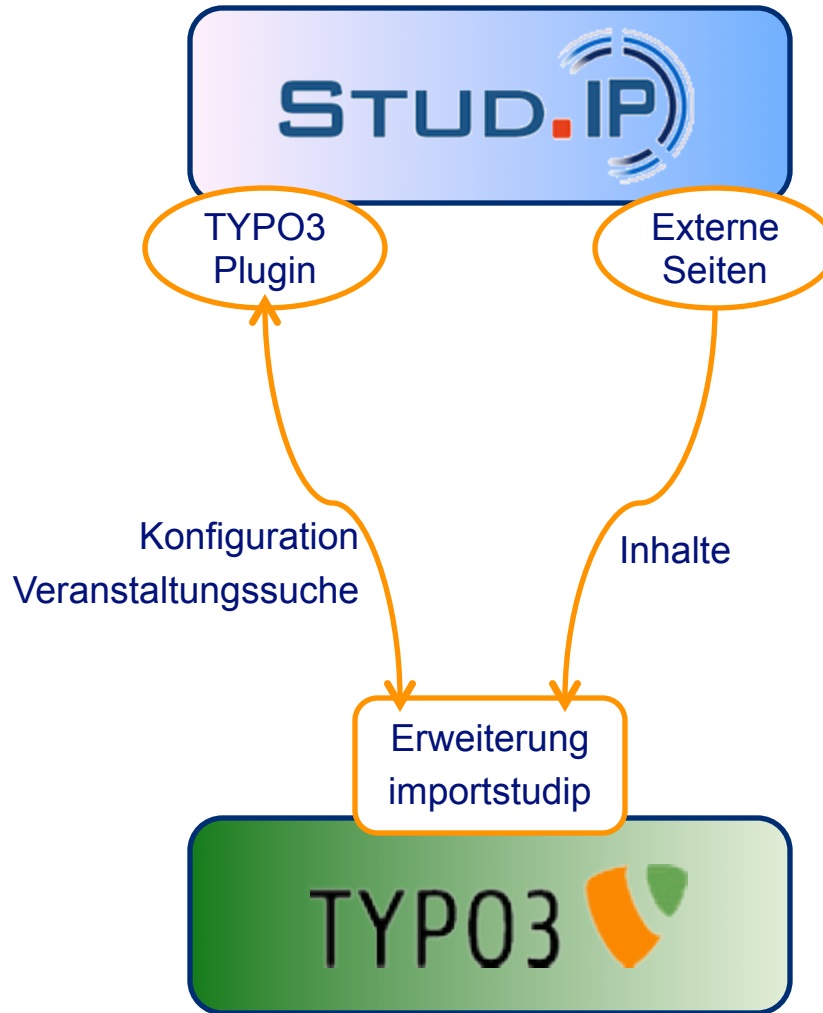 STUD.IP
TYPO3
Plugin
Externe
Seiten
Konfiguration
Veranstaltungssuche
Inhalte
Erweiterung
importstudip
TYPO3